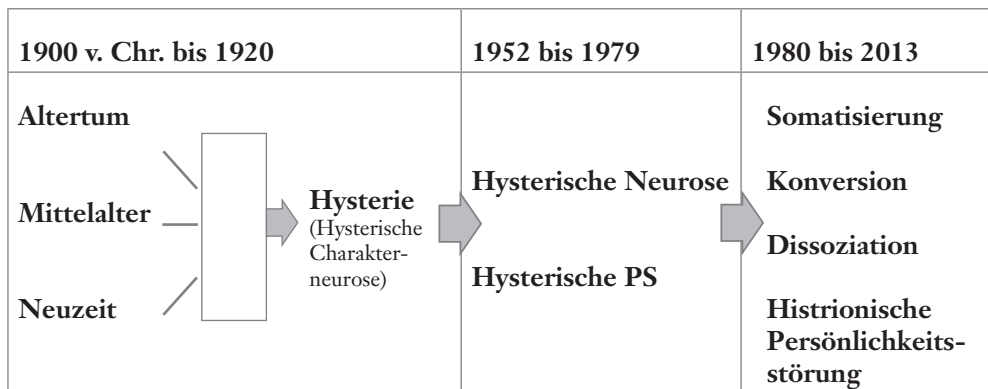 1900 v. Chr. bis 1920
1952 bis 1979
1980 bis 2013
Altertum
Mittelalter
Neuzeit
Hysterie
(Hysterische
Charakter-
neurose)
Hysterische Neurose
Hysterische PS
Somatisierung
Konversion
Dissoziation
Histrionische
Persönlichkeits-
störung